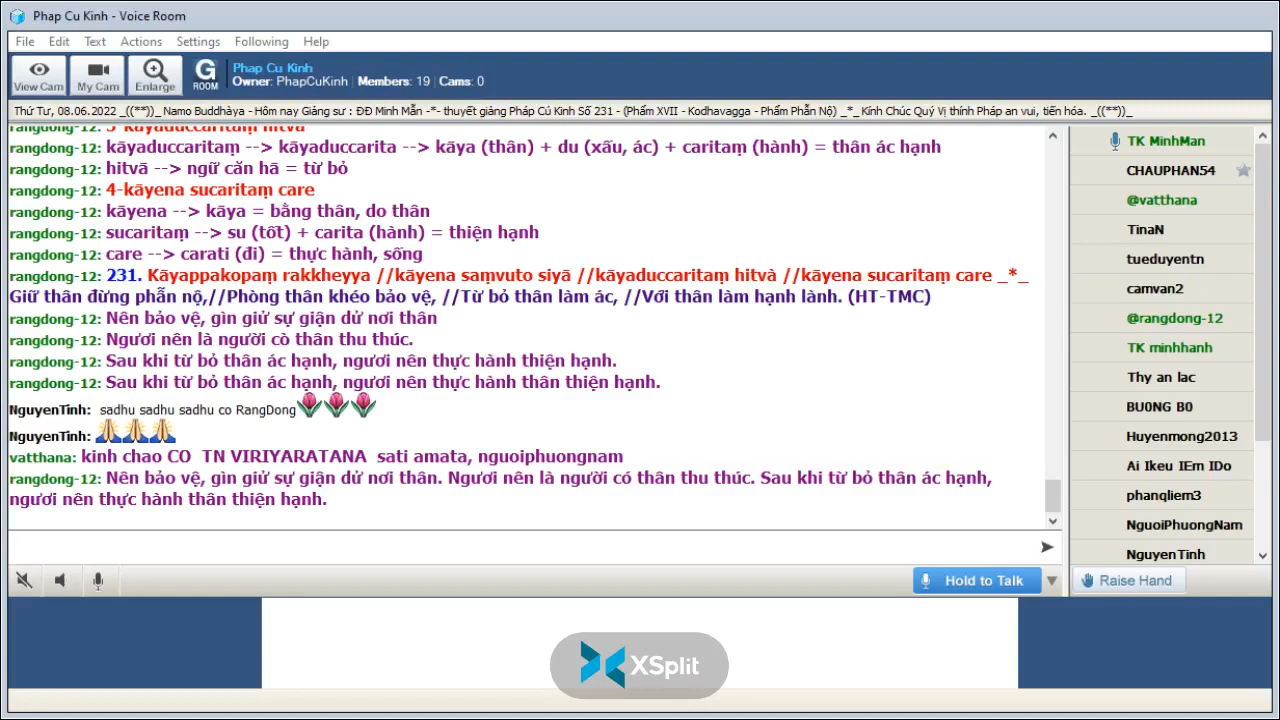 Phap Cu Kinh - Voice Room
File Edit Text Actions Settings Following Help
View Cam My Cam Enlarge G ROOM
Phap Cu Kinh
Owner: PhapCuKinh | Members: 19 | Cams: 0
Thứ Tư, 08.06.2022 _((**))_ Namo Buddhàya - Hôm nay Giảng sư : ĐĐ Minh Mẫn -*- thuyết giảng Pháp Cú Kinh Số 231 - (Phẩm XVII - Kodhavagga - Phẩm Phẫn Nộ) _*_ Kính Chúc Quý Vị thính Pháp an vui, tiến hóa. _((**))_
rangdong-12: 3-kāyaduccaritaṃ hitvā
rangdong-12: kāyaduccaritaṃ --> kāyaduccarita --> kāya (thân) + du (xấu, ác) + caritaṃ (hành) = thân ác hạnh
rangdong-12: hitvā --> ngữ căn hā = từ bỏ
rangdong-12: 4-kāyena sucaritaṃ care
rangdong-12: kāyena --> kāya = bằng thân, do thân
rangdong-12: sucaritaṃ --> su (tốt) + carita (hành) = thiện hạnh
rangdong-12: care --> carati (đi) = thực hành, sống
rangdong-12: 231. Kāyappakopaṃ rakkheyya //kāyena saṃvuto siyā //kāyaduccaritaṃ hitvà //kāyena sucaritaṃ care _*_
Giữ thân đừng phẫn nộ,//Phòng thân khéo bảo vệ, //Từ bỏ thân làm ác, //Với thân làm hạnh lành. (HT-TMC)
rangdong-12: Nên bảo vệ, gìn giử sự giận dử nơi thân
rangdong-12: Ngươi nên là người cò thân thu thúc.
rangdong-12: Sau khi từ bỏ thân ác hạnh, ngươi nên thực hành thiện hạnh.
rangdong-12: Sau khi từ bỏ thân ác hạnh, ngươi nên thực hành thân thiện hạnh.
NguyenTinh: sadhu sadhu sadhu co RangDong
NguyenTinh:
vatthana: kinh chao CO TN VIRIYARATANA sati amata, nguoiphuongnam
rangdong-12: Nên bảo vệ, gìn giử sự giận dử nơi thân. Ngươi nên là người có thân thu thúc. Sau khi từ bỏ thân ác hạnh,
ngươi nên thực hành thân thiện hạnh.
TK MinhMan
CHAUPHAN54
@vatthana
TinaN
tueduyentn
camvan2
@rangdong-12
TK minhhanh
Thy an lac
BU0NG B0
Huyenmong2013
Ai Ikeu IEm IDo
phanqliem3
NguoiPhuongNam
NguyenTinh
Hold to Talk
Raise Hand
XSplit